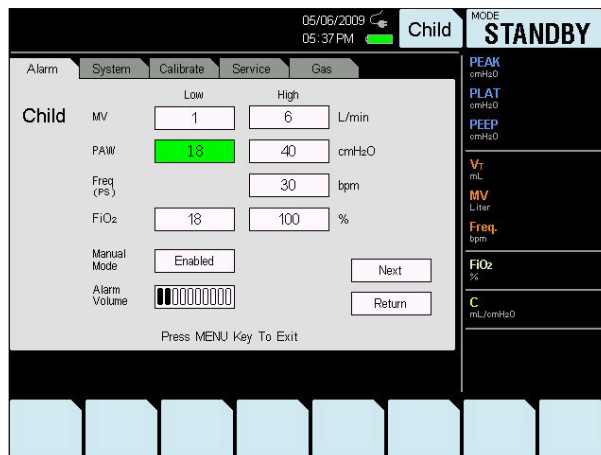 05/06/2009
05:37 PM
Child
MODE
STANDBY
Alarm System Calibrate Service Gas
Low High
Child
MV 1 6 L/min
PAW 18 40 cmH2O
Freq
(PS)
30 bpm
FiO2 18 100 %
Manual
Mode
Enabled
Next
Alarm
Volume
Return
Press MENU Key To Exit
PEAK
cmH2O
PLAT
cmH2O
PEEP
cmH2O
VT
mL
MV
Liter
Freq.
bpm
FiO2
%
C
mL/cmH2O